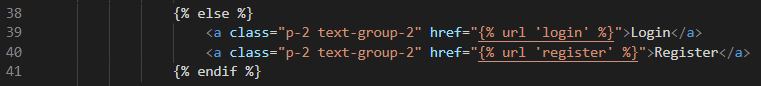 38 {% else %}
39 <a class="p-2 text-group-2" href="{% url 'login' %}">Login</a>
40 <a class="p-2 text-group-2" href="{% url 'register' %}">Register</a>
41 {% endif %}